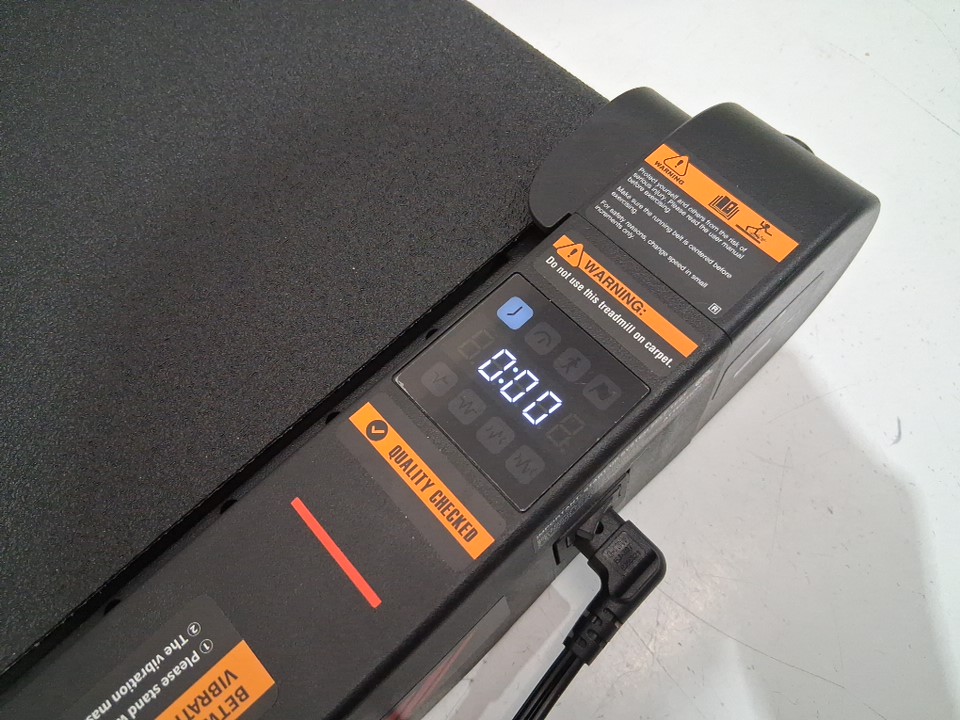 WARNING
Protect yourself and others from the risk of
serious injury. Please read the user manual
before exercising.
Make sure the running belt is centered before
exercising.
For safety reasons, change speed in small
increments only.
WARNING:
Do not use this treadmill on carpet.
0:00
QUALITY CHECKED
VIBRAT
① Please stand
② The vibration mas